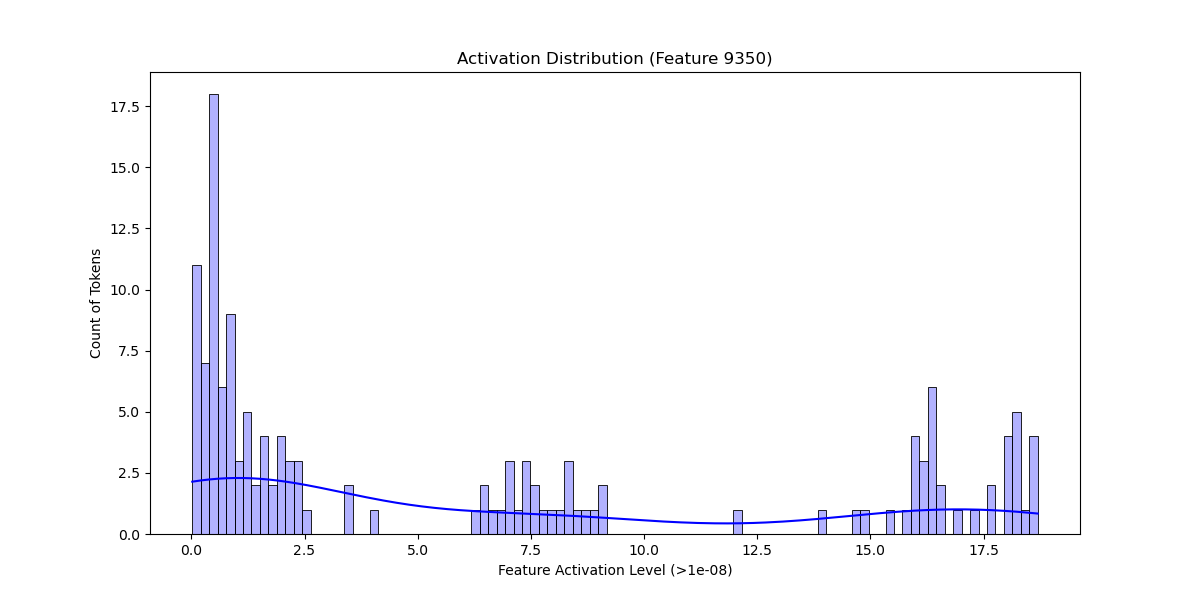 Activation Distribution (Feature 9350)
17.5
15.0
12.5
10.0
7.5
5.0
2.5
0.0
Count of Tokens
0.0 2.5 5.0 7.5 10.0 12.5 15.0 17.5
Feature Activation Level (>1e-08)